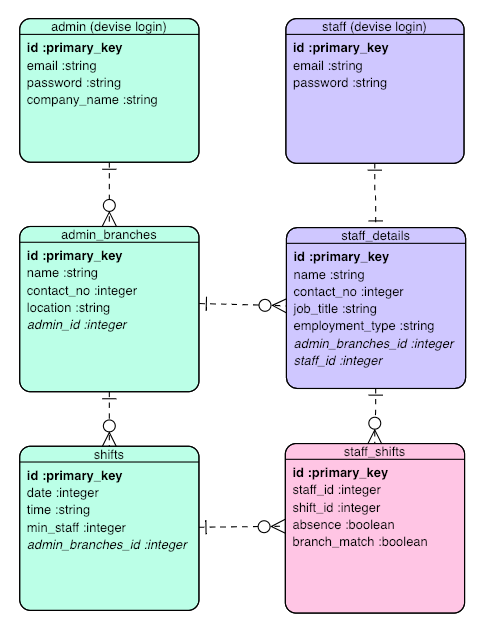 admin (devise login)
id :primary_key
email :string
password :string
company_name :string
staff (devise login)
id :primary_key
email :string
password :string
admin_branches
id :primary_key
name :string
contact_no :integer
location :string
admin_id :integer
staff_details
id :primary_key
name :string
contact_no :integer
job_title :string
employment_type :string
admin_branches_id :integer
staff_id :integer
shifts
id :primary_key
date :integer
time :string
min_staff :integer
admin_branches_id :integer
staff_shifts
id :primary_key
staff_id :integer
shift_id :integer
absence :boolean
branch_match :boolean